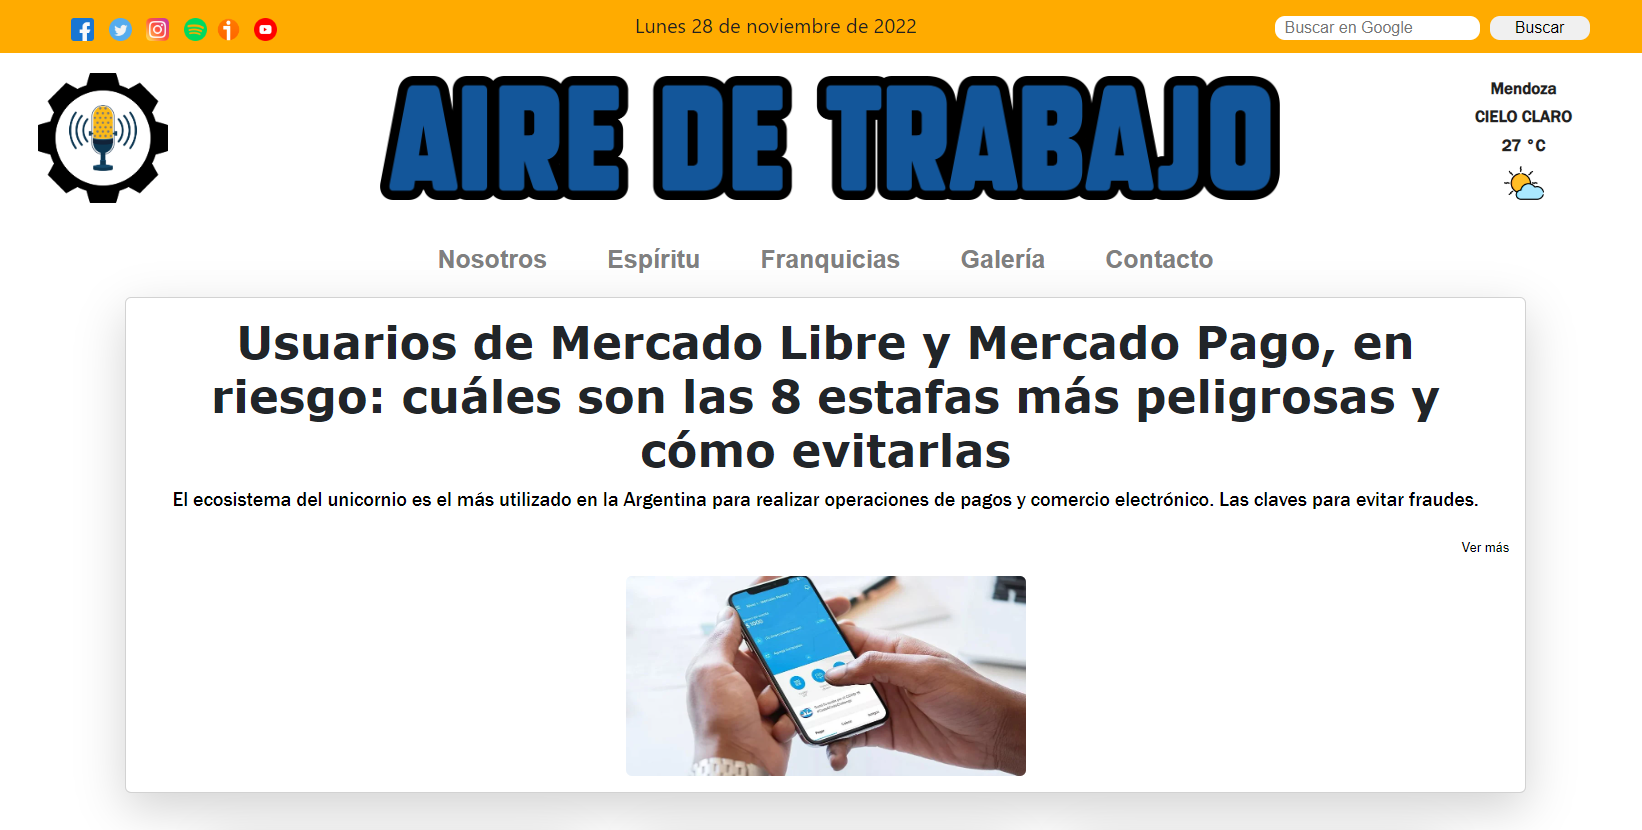 Lunes 28 de noviembre de 2022
Buscar en Google
Buscar
AIRE DE TRABAJO
Mendoza
CIELO CLARO
27 °C
Nosotros
Espíritu
Franquicias
Galería
Contacto
Usuarios de Mercado Libre y Mercado Pago, en
riesgo: cuáles son las 8 estafas más peligrosas y
cómo evitarlas
El ecosistema del unicornio es el más utilizado en la Argentina para realizar operaciones de pagos y comercio electrónico. Las claves para evitar fraudes.
Ver más